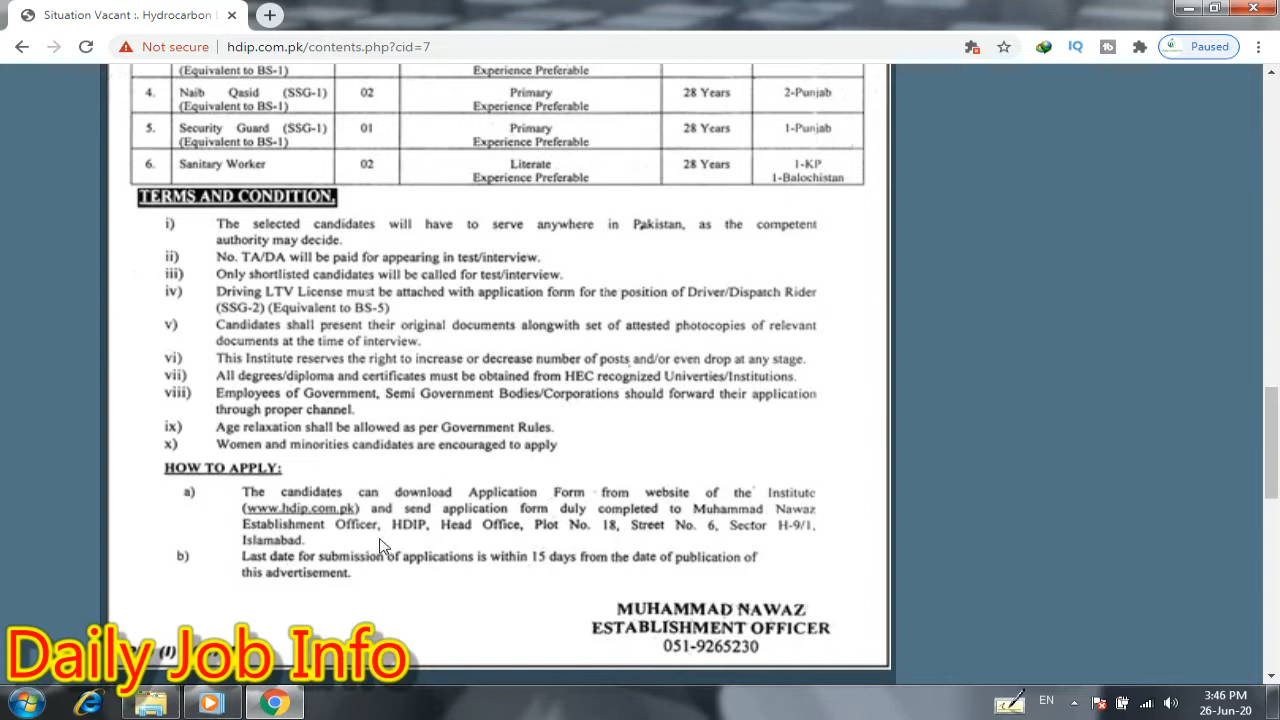 Situation Vacant :. Hydrocarbon
Not secure hdip.com.pk/contents.php?cid=7 Paused
(Equivalent to BS-1) Experience Preferable
4. Naib Qasid (SSG-1) 02 Primary 28 Years 2-Punjab
(Equivalent to BS-1) Experience Preferable
5. Security Guard (SSG-1) 01 Primary 28 Years 1-Punjab
(Equivalent to BS-1) Experience Preferable
6. Sanitary Worker 02 Literate 28 Years 1-KP
Experience Preferable 1-Balochistan
TERMS AND CONDITION.
i) The selected candidates will have to serve anywhere in Pakistan, as the competent
authority may decide.
ii) No. TA/DA will be paid for appearing in test/interview.
iii) Only shortlisted candidates will be called for test/interview.
iv) Driving LTV License must be attached with application form for the position of Driver/Dispatch Rider
(SSG-2) (Equivalent to BS-5)
v) Candidates shall present their original documents alongwith set of attested photocopies of relevant
documents at the time of interview.
vi) This Institute reserves the right to increase or decrease number of posts and/or even drop at any stage.
vii) All degrees/diploma and certificates must be obtained from HEC recognized Univerties/Institutions.
viii) Employees of Government, Semi Government Bodies/Corporations should forward their application
through proper channel.
ix) Age relaxation shall be allowed as per Government Rules.
x) Women and minorities candidates are encouraged to apply
HOW TO APPLY:
a) The candidates can download Application Form from website of the Institute
(www.hdip.com.pk) and send application form duly completed to Muhammad Nawaz
Establishment Officer, HDIP, Head Office, Plot No. 18, Street No. 6, Sector H-9/1,
Islamabad.
b) Last date for submission of applications is within 15 days from the date of publication of
this advertisement.
MUHAMMAD NAWAZ
ESTABLISHMENT OFFICER
051-9265230
Daily Job Info
EN 3:46 PM
26-Jun-20